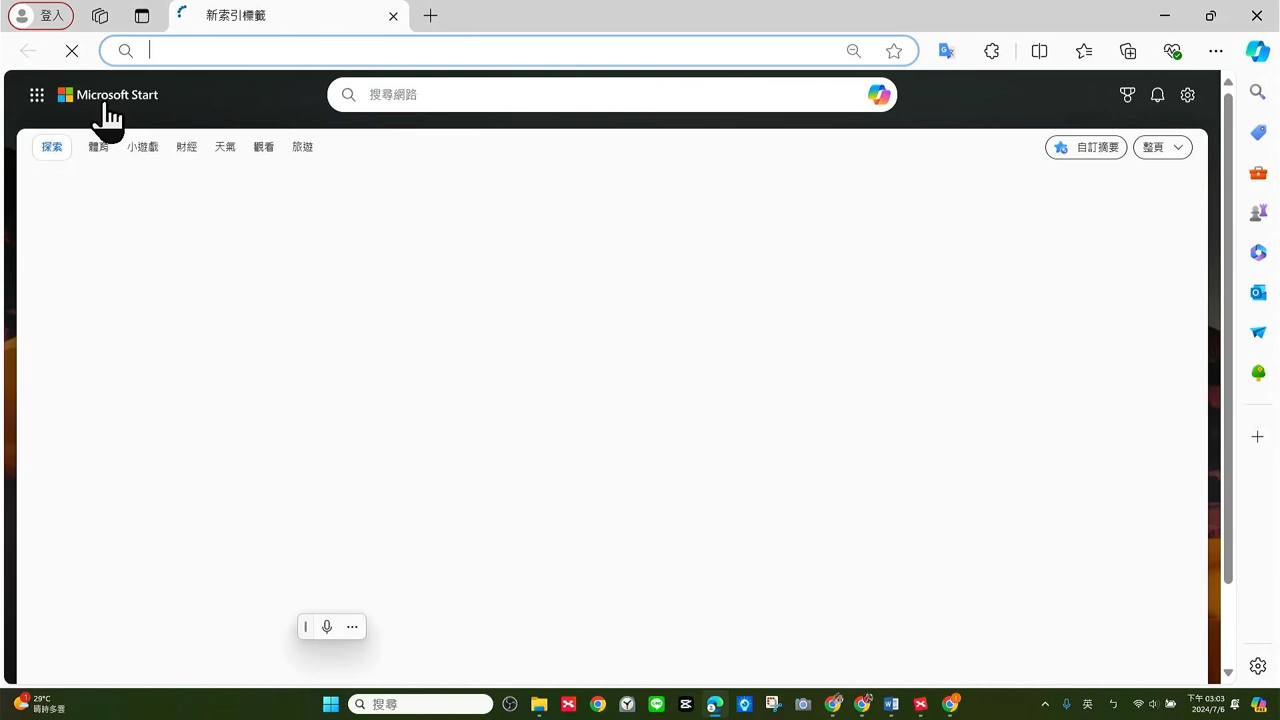 登入
新索引標籤
Microsoft Start
搜尋網路
探索 體育 小遊戲 財經 天氣 觀看 旅遊
自訂摘要 整頁
1
29°C
晴時多雲
搜尋
英
下午 03:03
2024/7/6